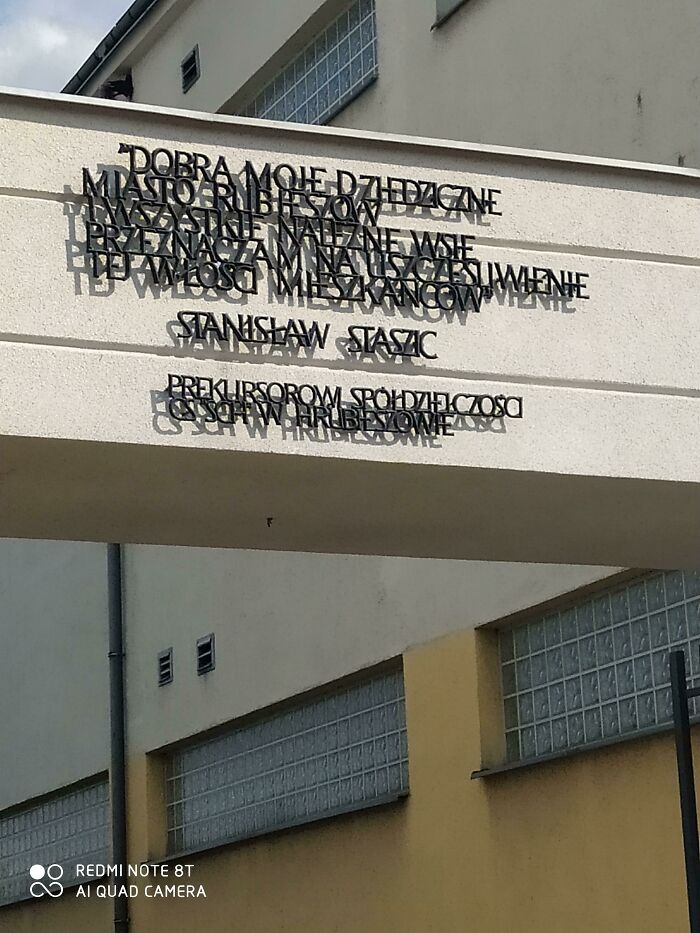 "DOBRA MOJE DZIEDZICZNE
MIASTO RUBIESZÓW
I WSZYSTKIE NALEŻNE WSIE
PRZEZNACZAM NA USZCZĘŚLIWIENIE
TEJ WŁOŚCI MIESZKAŃCÓW"
STANISŁAW STASZIC
PREKURSOROWI SPÓŁDZIELCZOŚCI
GS SCH W HRUBIESZOWIE
REDMI NOTE 8T
AI QUAD CAMERA